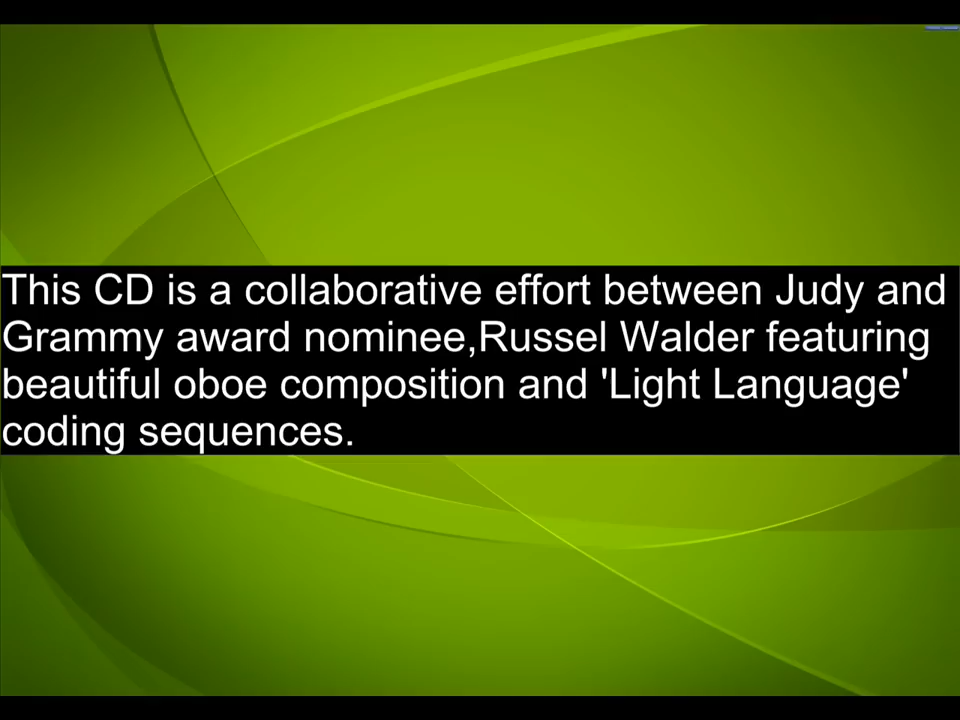 This CD is a collaborative effort between Judy and
Grammy award nominee,Russel Walder featuring
beautiful oboe composition and 'Light Language'
coding sequences.